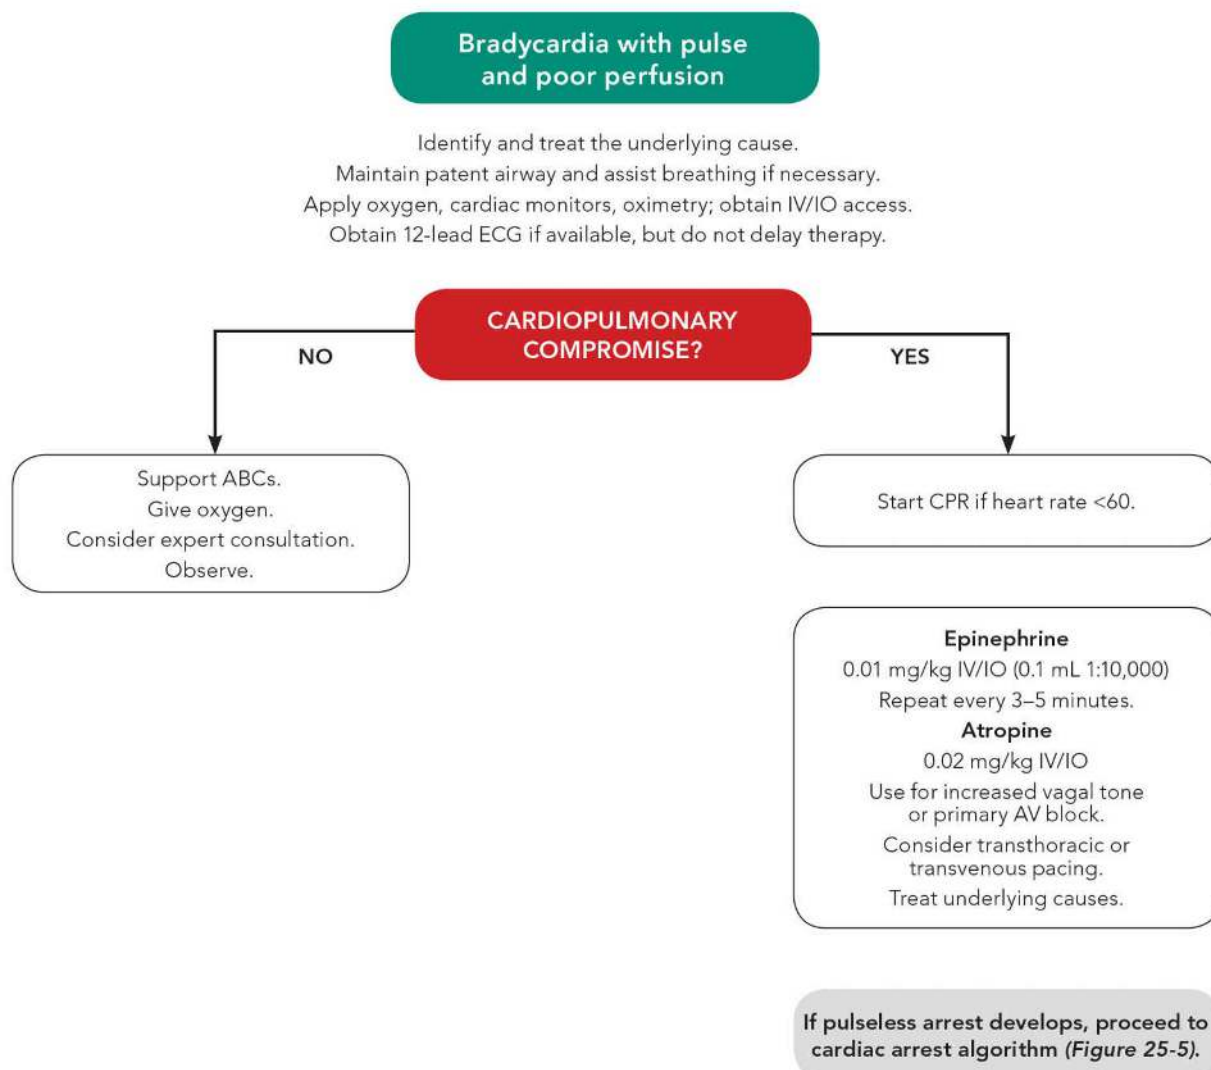 Bradycardia with pulse
and poor perfusion
Identify and treat the underlying cause.
Maintain patent airway and assist breathing if necessary.
Apply oxygen, cardiac monitors, oximetry; obtain IV/IO access.
Obtain 12-lead ECG if available, but do not delay therapy.
CARDIOPULMONARY
COMPROMISE?
NO
YES
Support ABCs.
Give oxygen.
Consider expert consultation.
Observe.
Start CPR if heart rate <60.
Epinephrine
0.01 mg/kg IV/IO (0.1 mL 1:10,000)
Repeat every 3–5 minutes.
Atropine
0.02 mg/kg IV/IO
Use for increased vagal tone
or primary AV block.
Consider transthoracic or
transvenous pacing.
Treat underlying causes.
If pulseless arrest develops, proceed to
cardiac arrest algorithm (Figure 25-5).